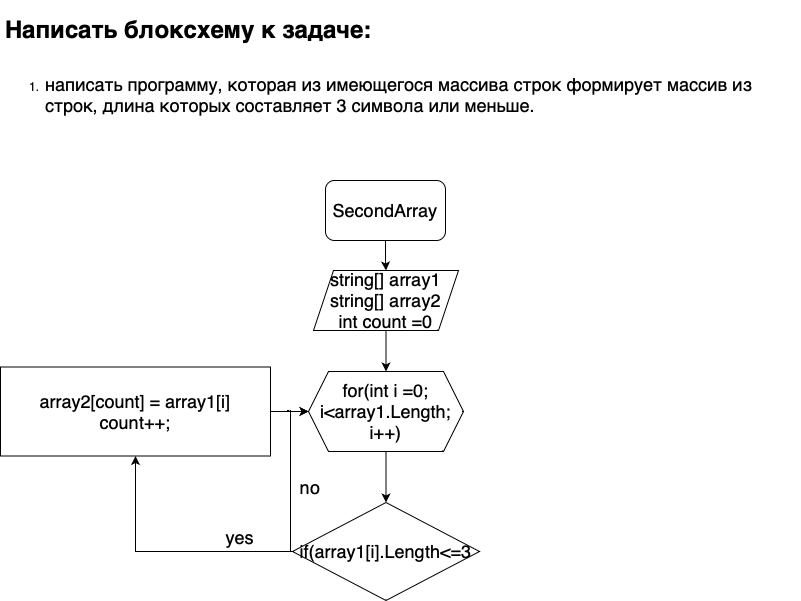 Написать блоксхему к задаче:
1. написать программу, которая из имеющегося массива строк формирует массив из
строк, длина которых составляет 3 символа или меньше.
SecondArray
string[] array1
string[] array2
int count =0
for(int i =0;
i<array1.Length;
i++)
array2[count] = array1[i]
count++;
no
yes
if(array1[i].Length<=3